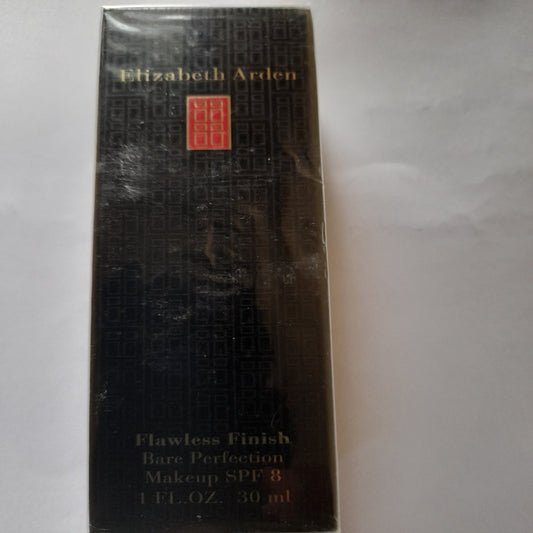 Elizabeth Arden
Flawless Finish
Bare Perfection
Makeup SPF 8
1 FL.OZ. 30 ml